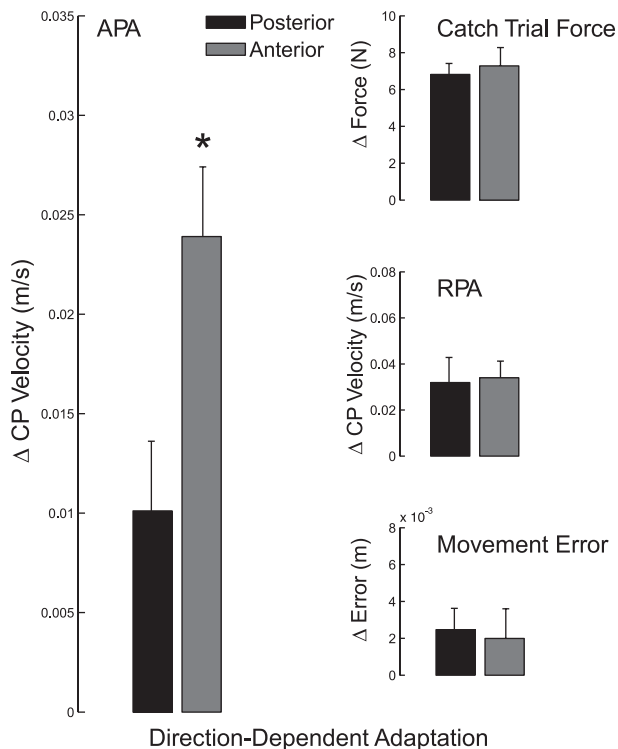 APA
Posterior
Anterior
*
Δ CP Velocity (m/s)
0.035
0.03
0.025
0.02
0.015
0.01
0.005
0
Catch Trial Force
Δ Force (N)
10
8
6
4
2
0
RPA
Δ CP Velocity (m/s)
0.08
0.06
0.04
0.02
0
x 10⁻³
Movement Error
Δ Error (m)
8
6
4
2
0
Direction-Dependent Adaptation